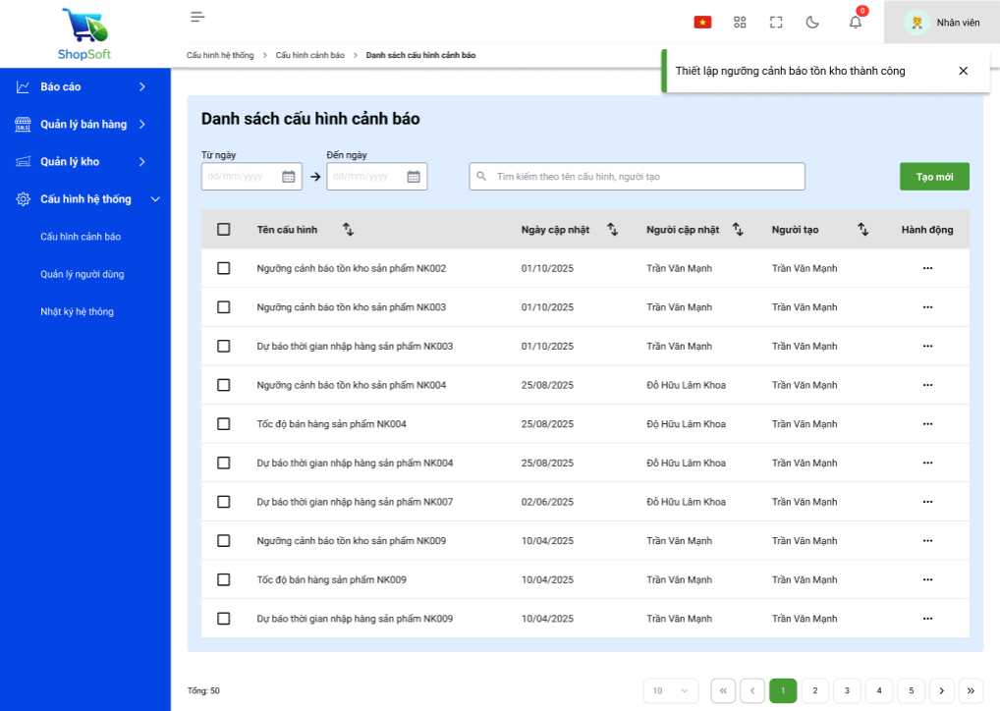 ShopSoft
0
Nhân viên
Cấu hình hệ thống > Cấu hình cảnh báo > Danh sách cấu hình cảnh báo
Thiết lập ngưỡng cảnh báo tồn kho thành công
Báo cáo
Quản lý bán hàng
Quản lý kho
Cấu hình hệ thống
Cấu hình cảnh báo
Quản lý người dùng
Nhật ký hệ thông
Danh sách cấu hình cảnh báo
Từ ngày
Đến ngày
dd/mm/yyyy
dd/mm/yyyy
Tìm kiếm theo tên cấu hình, người tạo
Tạo mới
Tên cấu hình Ngày cập nhật Người cập nhật Người tạo Hành động
Ngưỡng cảnh báo tồn kho sản phẩm NK002 01/10/2025 Trần Văn Mạnh Trần Văn Mạnh ...
Ngưỡng cảnh báo tồn kho sản phẩm NK003 01/10/2025 Trần Văn Mạnh Trần Văn Mạnh ...
Dự báo thời gian nhập hàng sản phẩm NK003 01/10/2025 Trần Văn Mạnh Trần Văn Mạnh ...
Ngưỡng cảnh báo tồn kho sản phẩm NK004 25/08/2025 Đỗ Hữu Lâm Khoa Trần Văn Mạnh ...
Tốc độ bán hàng sản phẩm NK004 25/08/2025 Độ Hữu Lâm Khoa Trần Văn Mạnh ...
Dự báo thời gian nhập hàng sản phẩm NK004 25/08/2025 Đỗ Hữu Lâm Khoa Trần Văn Mạnh ...
Dự báo thời gian nhập hàng sản phẩm NK007 02/06/2025 Đỗ Hữu Lâm Khoa Trần Văn Mạnh ...
Ngưỡng cảnh báo tồn kho sản phẩm NK009 10/04/2025 Trần Văn Mạnh Trần Văn Mạnh ...
Tốc độ bán hàng sản phẩm NK009 10/04/2025 Trần Văn Mạnh Trần Văn Mạnh ...
Dự báo thời gian nhập hàng sản phẩm NK009 10/04/2025 Trần Văn Mạnh Trần Văn Mạnh ...
Tổng: 50
10 « < 1 2 3 4 5 > »